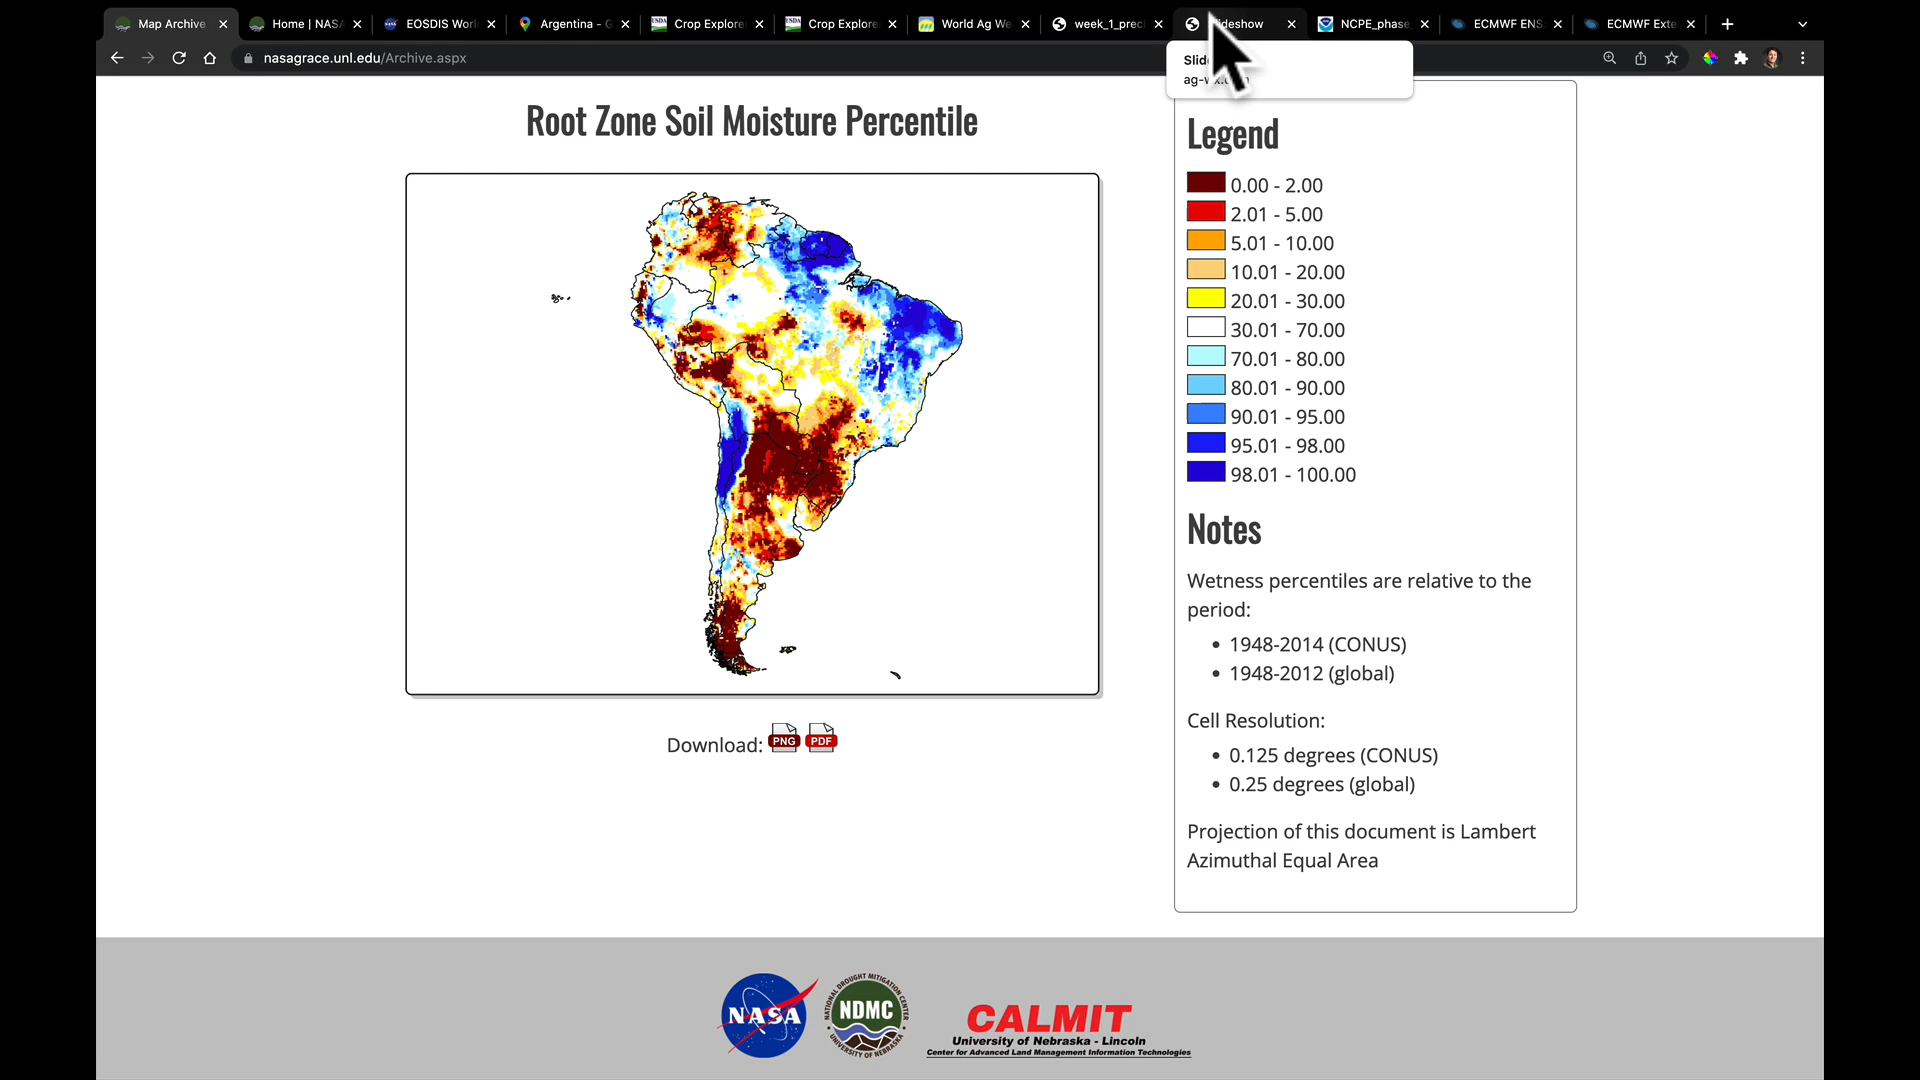 Map Archive
Home | NASA
EOSDIS Worl
Argentina - G
USDA
Crop Explore
USDA
Crop Explore
World Ag We
week_1_preci
ideshow
NCPE_phase_
ECMWF ENS
ECMWF Exte
nasagrace.unl.edu/Archive.aspx
Slid
Root Zone Soil Moisture Percentile
Legend
0.00 - 2.00
2.01 - 5.00
5.01 - 10.00
10.01 - 20.00
20.01 - 30.00
30.01 - 70.00
70.01 - 80.00
80.01 - 90.00
90.01 - 95.00
95.01 - 98.00
98.01 - 100.00
Notes
Wetness percentiles are relative to the
period:
• 1948-2014 (CONUS)
• 1948-2012 (global)
Cell Resolution:
• 0.125 degrees (CONUS)
• 0.25 degrees (global)
Projection of this document is Lambert
Azimuthal Equal Area
Download: PNG PDF
NASA
NATIONAL DROUGHT MITIGATION CENTER
NDMC
UNIVERSITY OF NEBRASKA
CALMIT
University of Nebraska - Lincoln
Center for Advanced Land Management Information Technologies